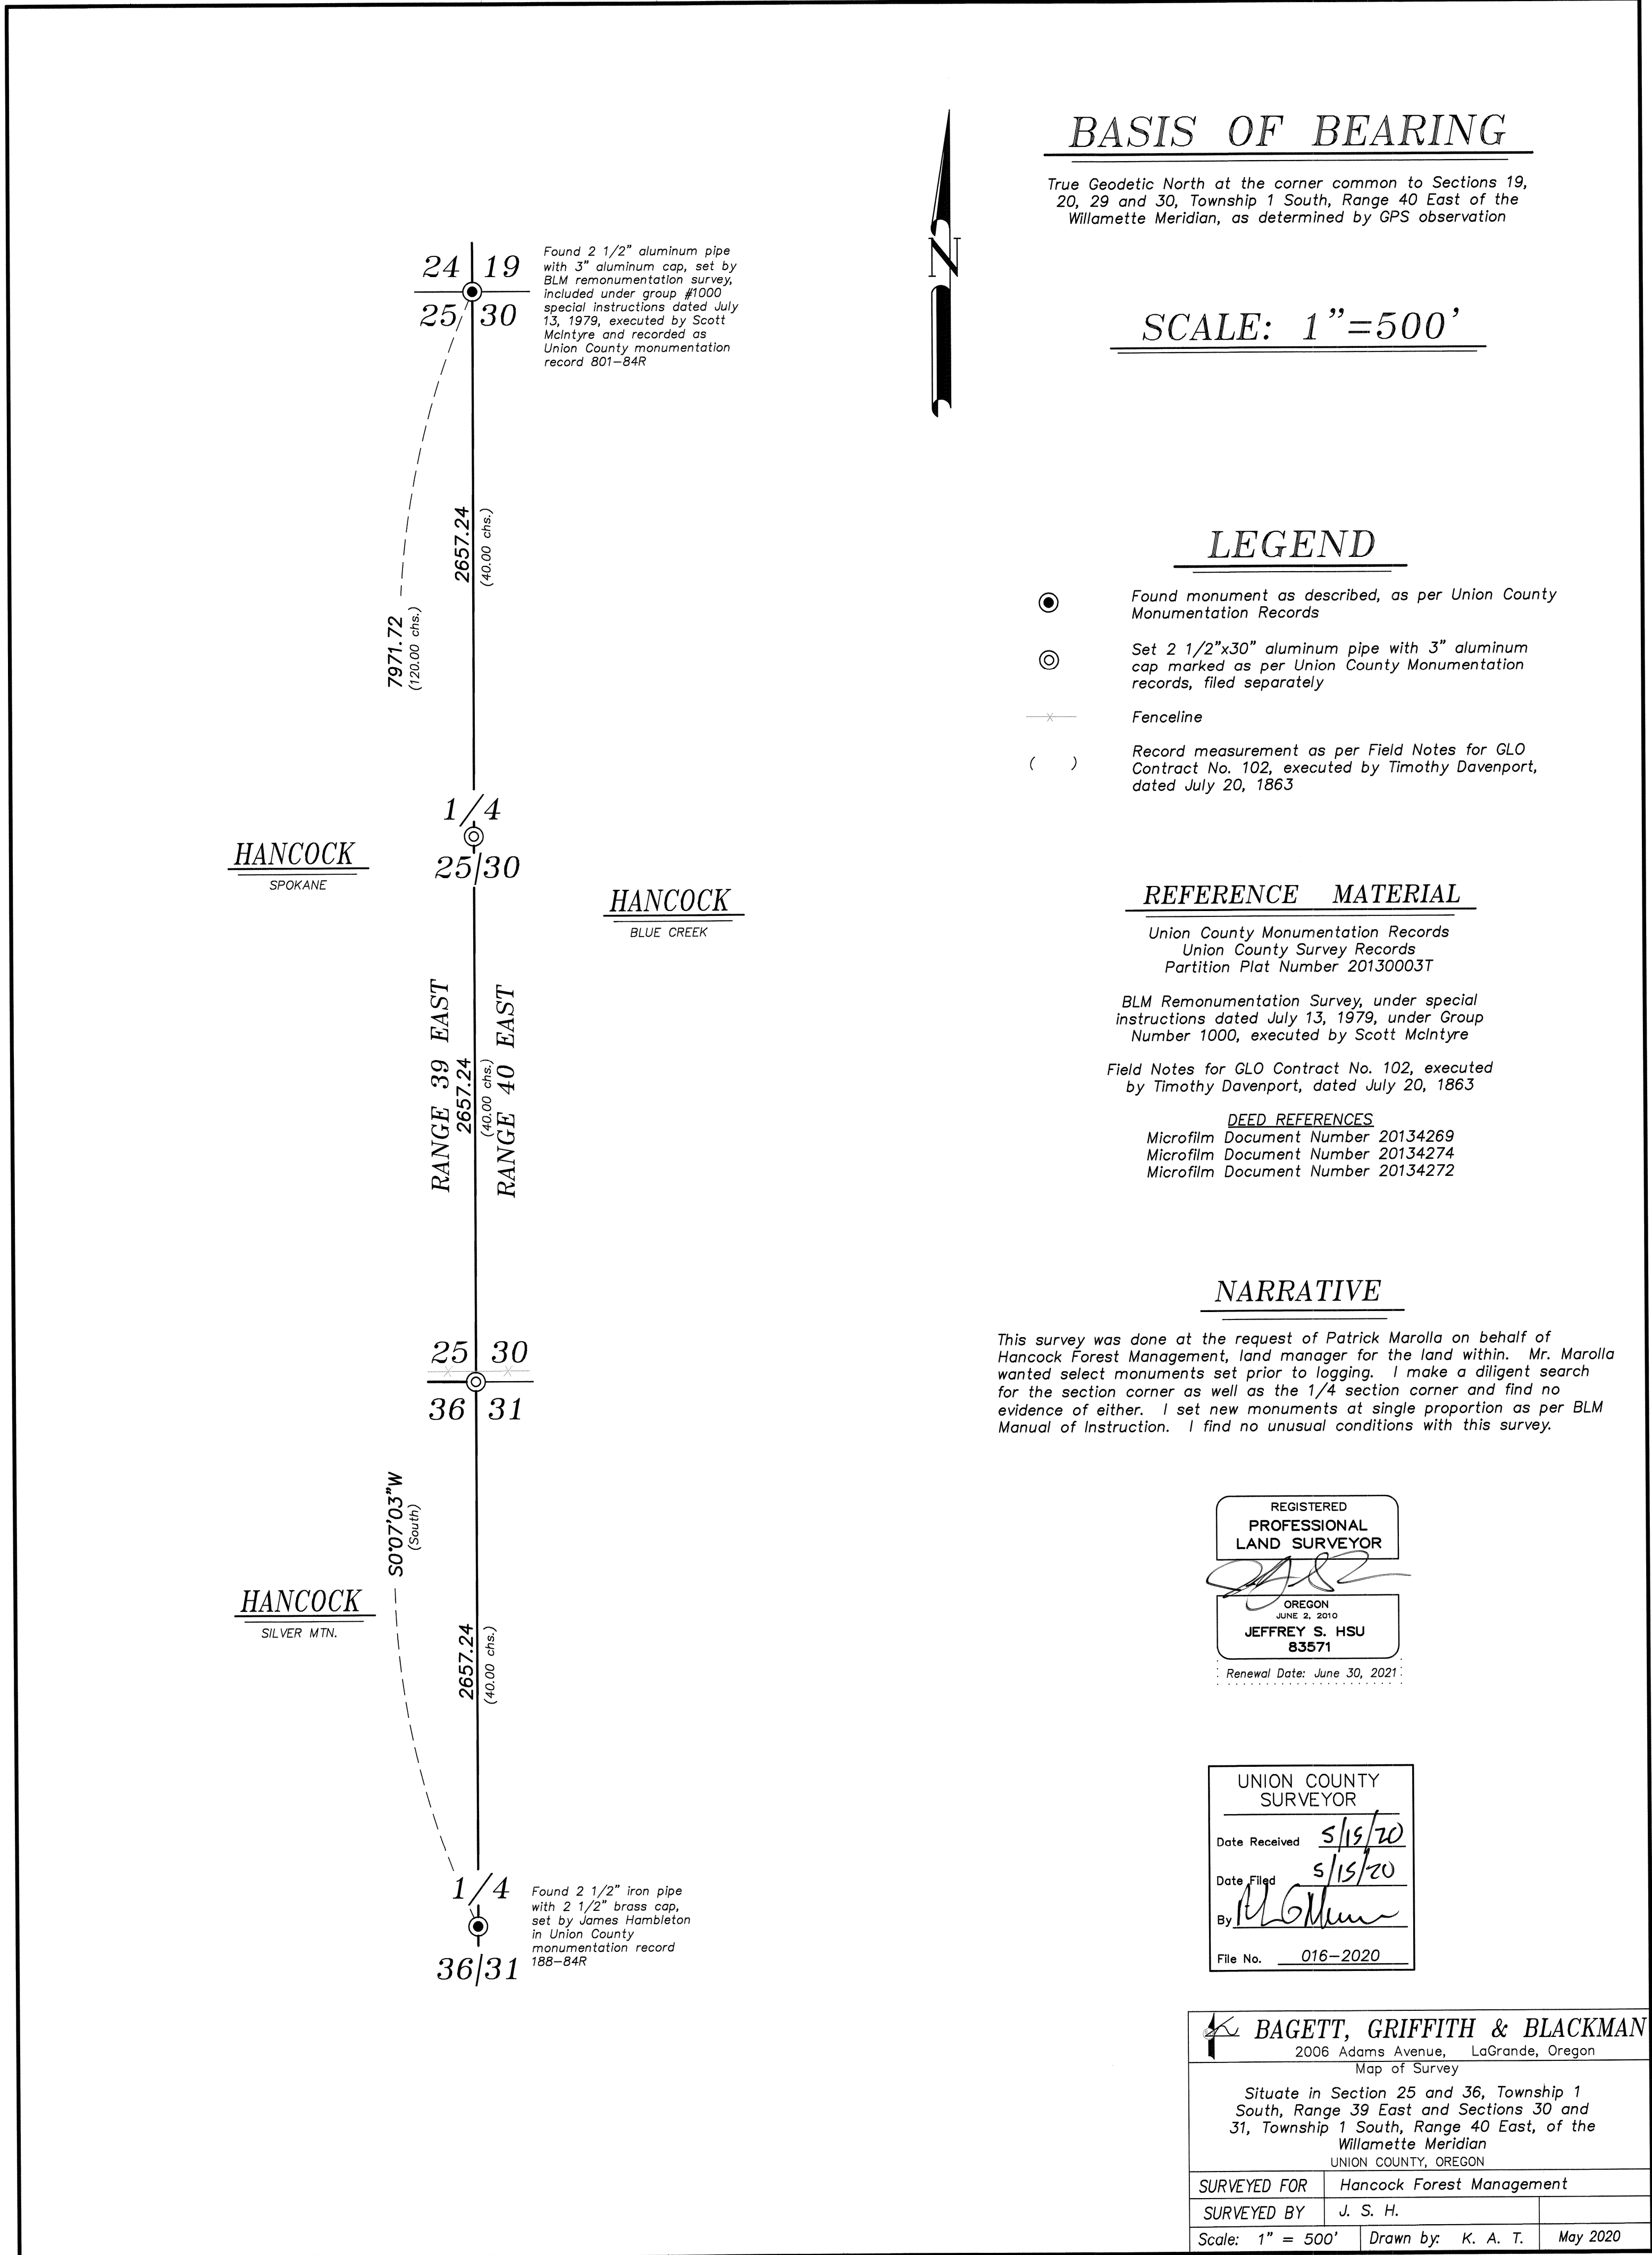 BASIS OF BEARING
True Geodetic North at the corner common to Sections 19,
20, 29 and 30, Township 1 South, Range 40 East of the
Willamette Meridian, as determined by GPS observation
N
SCALE: 1"=500'
24 19
25 30
Found 2 1/2" aluminum pipe
with 3" aluminum cap, set by
BLM remonumentation survey,
included under group #1000
special instructions dated July
13, 1979, executed by Scott
McIntyre and recorded as
Union County monumentation
record 801-84R
2657.24
(40.00 chs.)
7971.72
(120.00 chs.)
1/4
25 30
HANCOCK
SPOKANE
HANCOCK
BLUE CREEK
RANGE 39 EAST
2657.24
(40.00 chs.)
RANGE 40 EAST
25 30
36 31
S0°07'03"W
(South)
HANCOCK
SILVER MTN.
2657.24
(40.00 chs.)
1/4
36 31
Found 2 1/2" iron pipe
with 2 1/2" brass cap,
set by James Hambleton
in Union County
monumentation record
188-84R
LEGEND
Found monument as described, as per Union County
Monumentation Records
Set 2 1/2"x30" aluminum pipe with 3" aluminum
cap marked as per Union County Monumentation
records, filed separately
Fenceline
( )
Record measurement as per Field Notes for GLO
Contract No. 102, executed by Timothy Davenport,
dated July 20, 1863
REFERENCE MATERIAL
Union County Monumentation Records
Union County Survey Records
Partition Plat Number 20130003T
BLM Remonumentation Survey, under special
instructions dated July 13, 1979, under Group
Number 1000, executed by Scott McIntyre
Field Notes for GLO Contract No. 102, executed
by Timothy Davenport, dated July 20, 1863
DEED REFERENCES
Microfilm Document Number 20134269
Microfilm Document Number 20134274
Microfilm Document Number 20134272
NARRATIVE
This survey was done at the request of Patrick Marolla on behalf of
Hancock Forest Management, land manager for the land within. Mr. Marolla
wanted select monuments set prior to logging. I make a diligent search
for the section corner as well as the 1/4 section corner and find no
evidence of either. I set new monuments at single proportion as per BLM
Manual of Instruction. I find no unusual conditions with this survey.
REGISTERED
PROFESSIONAL
LAND SURVEYOR
OREGON
JUNE 2, 2010
JEFFREY S. HSU
83571
Renewal Date: June 30, 2021
UNION COUNTY
SURVEYOR
Date Received 5/15/20
Date Filed 5/15/20
By
File No. 016-2020
BAGETT, GRIFFITH & BLACKMAN
2006 Adams Avenue, LaGrande, Oregon
Map of Survey
Situate in Section 25 and 36, Township 1
South, Range 39 East and Sections 30 and
31, Township 1 South, Range 40 East, of the
Willamette Meridian
UNION COUNTY, OREGON
SURVEYED FOR Hancock Forest Management
SURVEYED BY J. S. H.
Scale: 1" = 500' Drawn by: K. A. T. May 2020